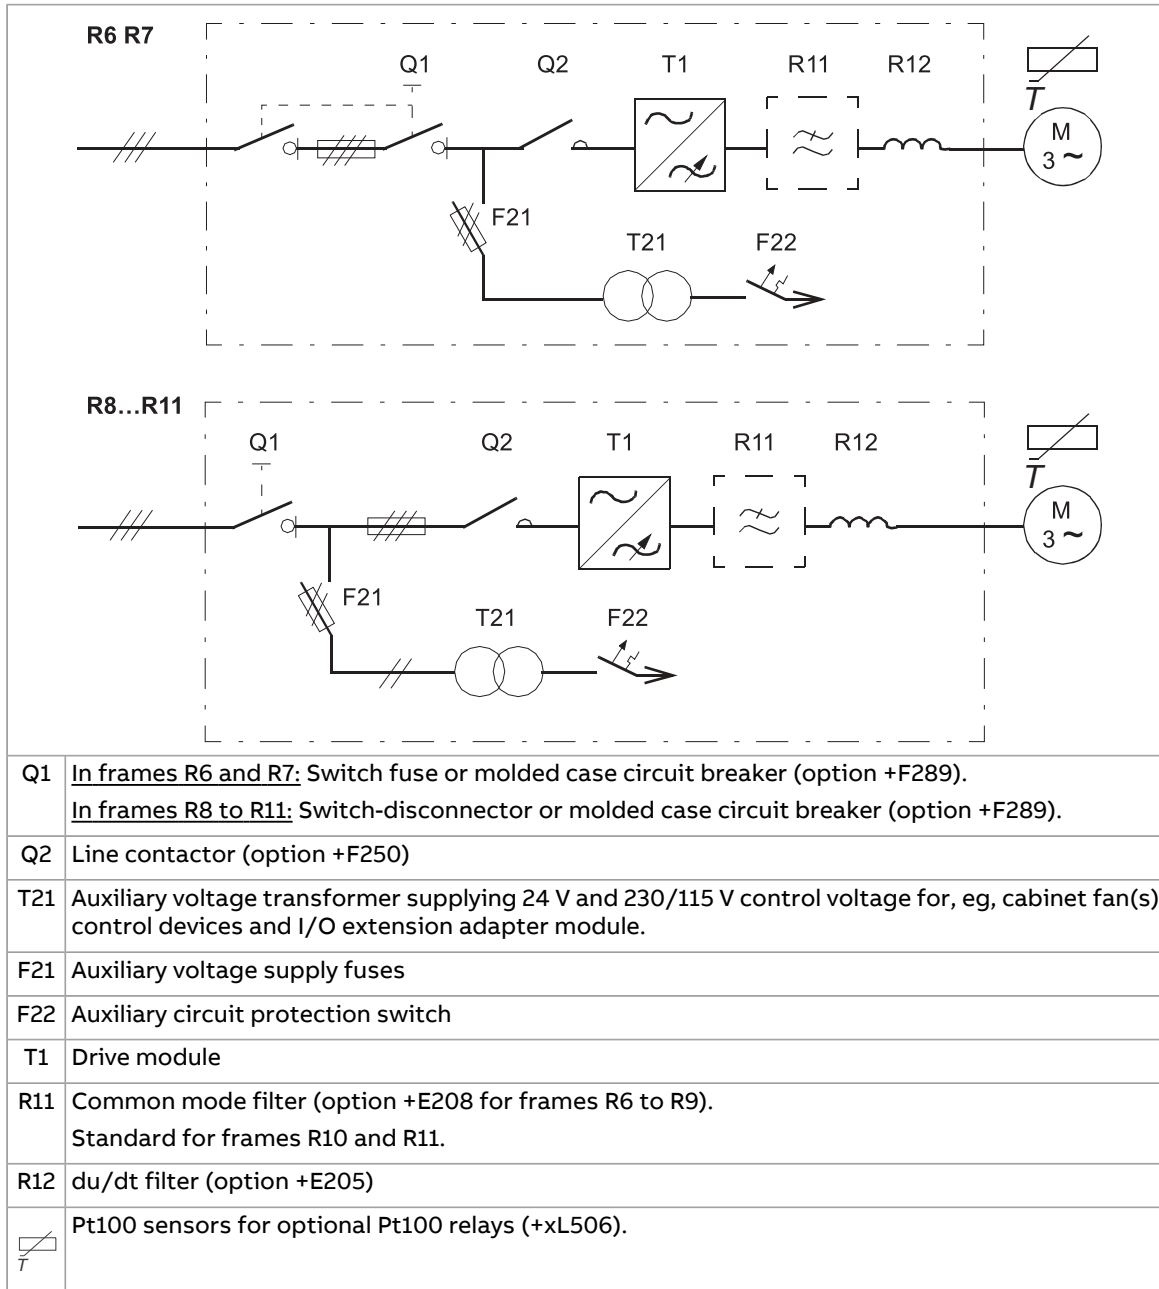 R6 R7
Q1 Q2 T1 R11 R12
T
M
3 ~
F21
T21 F22
R8...R11
Q1 Q2 T1 R11 R12
T
M
3 ~
F21
T21 F22
Q1 In frames R6 and R7: Switch fuse or molded case circuit breaker (option +F289).
In frames R8 to R11: Switch-disconnector or molded case circuit breaker (option +F289).
Q2 Line contactor (option +F250)
T21 Auxiliary voltage transformer supplying 24 V and 230/115 V control voltage for, eg, cabinet fan(s)
control devices and I/O extension adapter module.
F21 Auxiliary voltage supply fuses
F22 Auxiliary circuit protection switch
T1 Drive module
R11 Common mode filter (option +E208 for frames R6 to R9).
Standard for frames R10 and R11.
R12 du/dt filter (option +E205)
Pt100 sensors for optional Pt100 relays (+xL506).
T